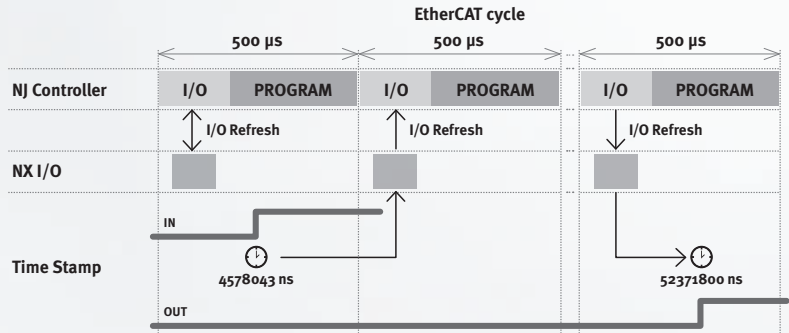 EtherCAT cycle
500 µs 500 µs 500 µs
NJ Controller I/O PROGRAM I/O PROGRAM I/O PROGRAM
I/O Refresh I/O Refresh I/O Refresh
NX I/O
IN
Time Stamp
4578043 ns 52371800 ns
OUT